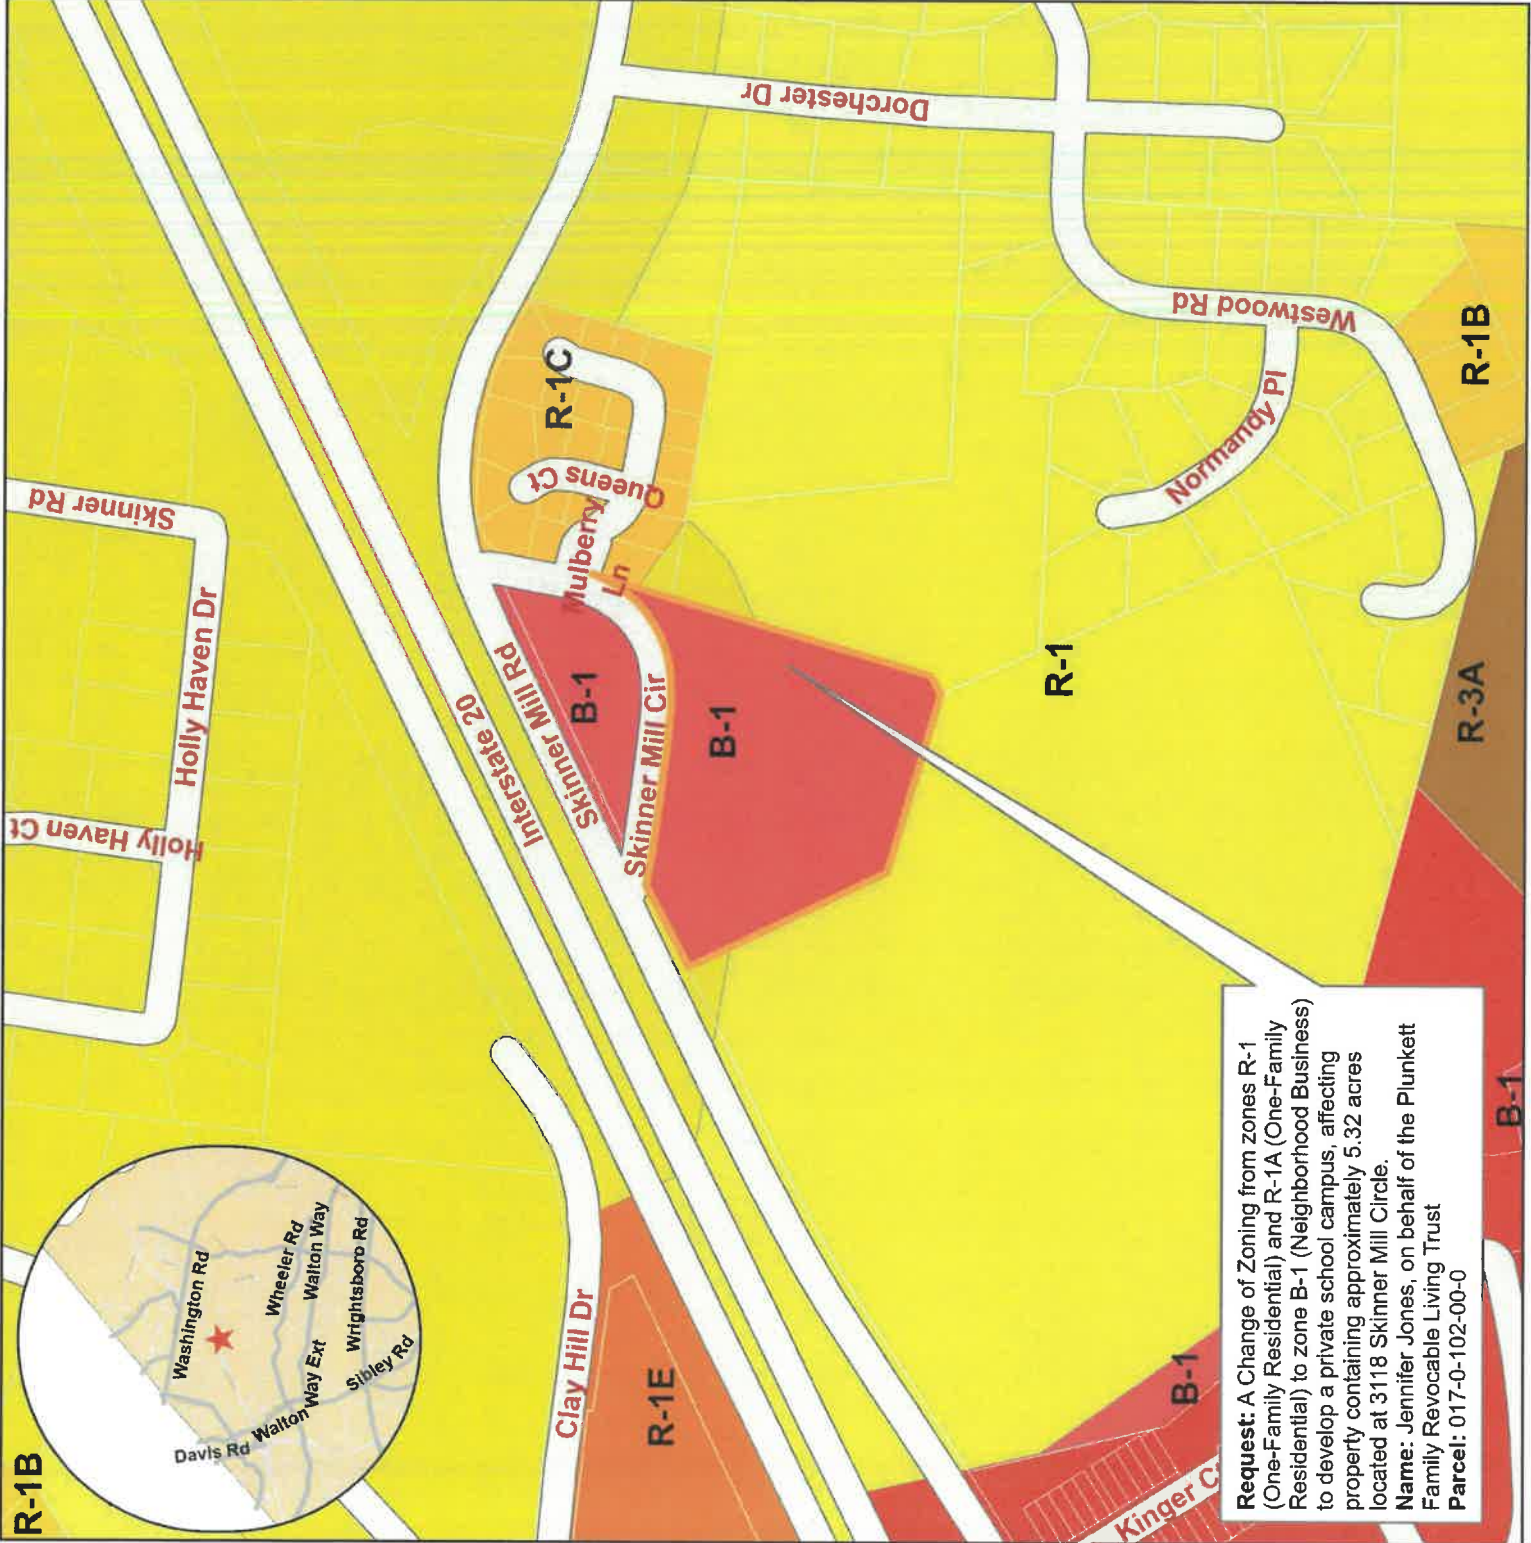 R-1B
Washington Rd
Wheeler Rd
Walton Way
Wrightsboro Rd
Davis Rd
Walton
Way Ext
Sibley Rd
Holly Haven Ct
Holly Haven Dr
Skinner Rd
Clay Hill Dr
R-1E
Interstate 20
Skinner Mill Rd
B-1
Skinner Mill Cir
B-1
Mulberry
Ln
Queens Ct
R-1C
Dorchester Dr
Westwood Rd
Normandy Pl
R-1
R-1B
R-3A
B-1
B-1
Kinger C
Request: A Change of Zoning from zones R-1
(One-Family Residential) and R-1A (One-Family
Residential) to zone B-1 (Neighborhood Business)
to develop a private school campus, affecting
property containing approximately 5.32 acres
located at 3118 Skinner Mill Circle.
Name: Jennifer Jones, on behalf of the Plunkett
Family Revocable Living Trust
Parcel: 017-0-102-00-0